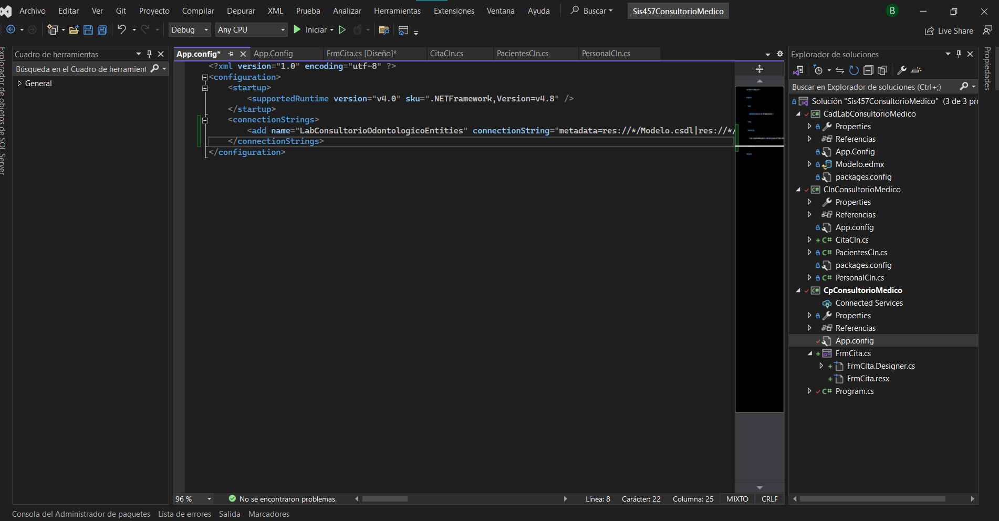 Archivo Editar Ver Git Proyecto Compilar Depurar XML Prueba Analizar Herramientas Extensiones Ventana Ayuda Buscar Sis457ConsultorioMedico B
Debug Any CPU Iniciar Live Share
Explorador de objetos de SQL Server
Cuadro de herramientas
Búsqueda en el Cuadro de herramient
General
App.config* App.Config FrmCita.cs [Diseño]* CitaCln.cs PacientesCln.cs PersonalCln.cs
<?xml version="1.0" encoding="utf-8" ?>
<configuration>
<startup>
<supportedRuntime version="v4.0" sku=".NETFramework,Version=v4.8" />
</startup>
<connectionStrings>
<add name="LabConsultorioOdontologicoEntities" connectionString="metadata=res://*/Modelo.csdl|res://*/
</connectionStrings>
</configuration>
96 % No se encontraron problemas. Línea: 8 Carácter: 22 Columna: 25 MIXTO CRLF
Explorador de soluciones
Buscar en Explorador de soluciones (Ctrl+;)
Solución "Sis457ConsultorioMedico" (3 de 3 pro
C# CadLabConsultorioMedico
Properties
Referencias
App.Config
Modelo.edmx
packages.config
C# ClnConsultorioMedico
Properties
Referencias
App.config
C# CitaCln.cs
C# PacientesCln.cs
packages.config
C# PersonalCln.cs
C# CpConsultorioMedico
Connected Services
Properties
Referencias
App.config
FrmCita.cs
FrmCita.Designer.cs
FrmCita.resx
C# Program.cs
Propiedades
Consola del Administrador de paquetes Lista de errores Salida Marcadores